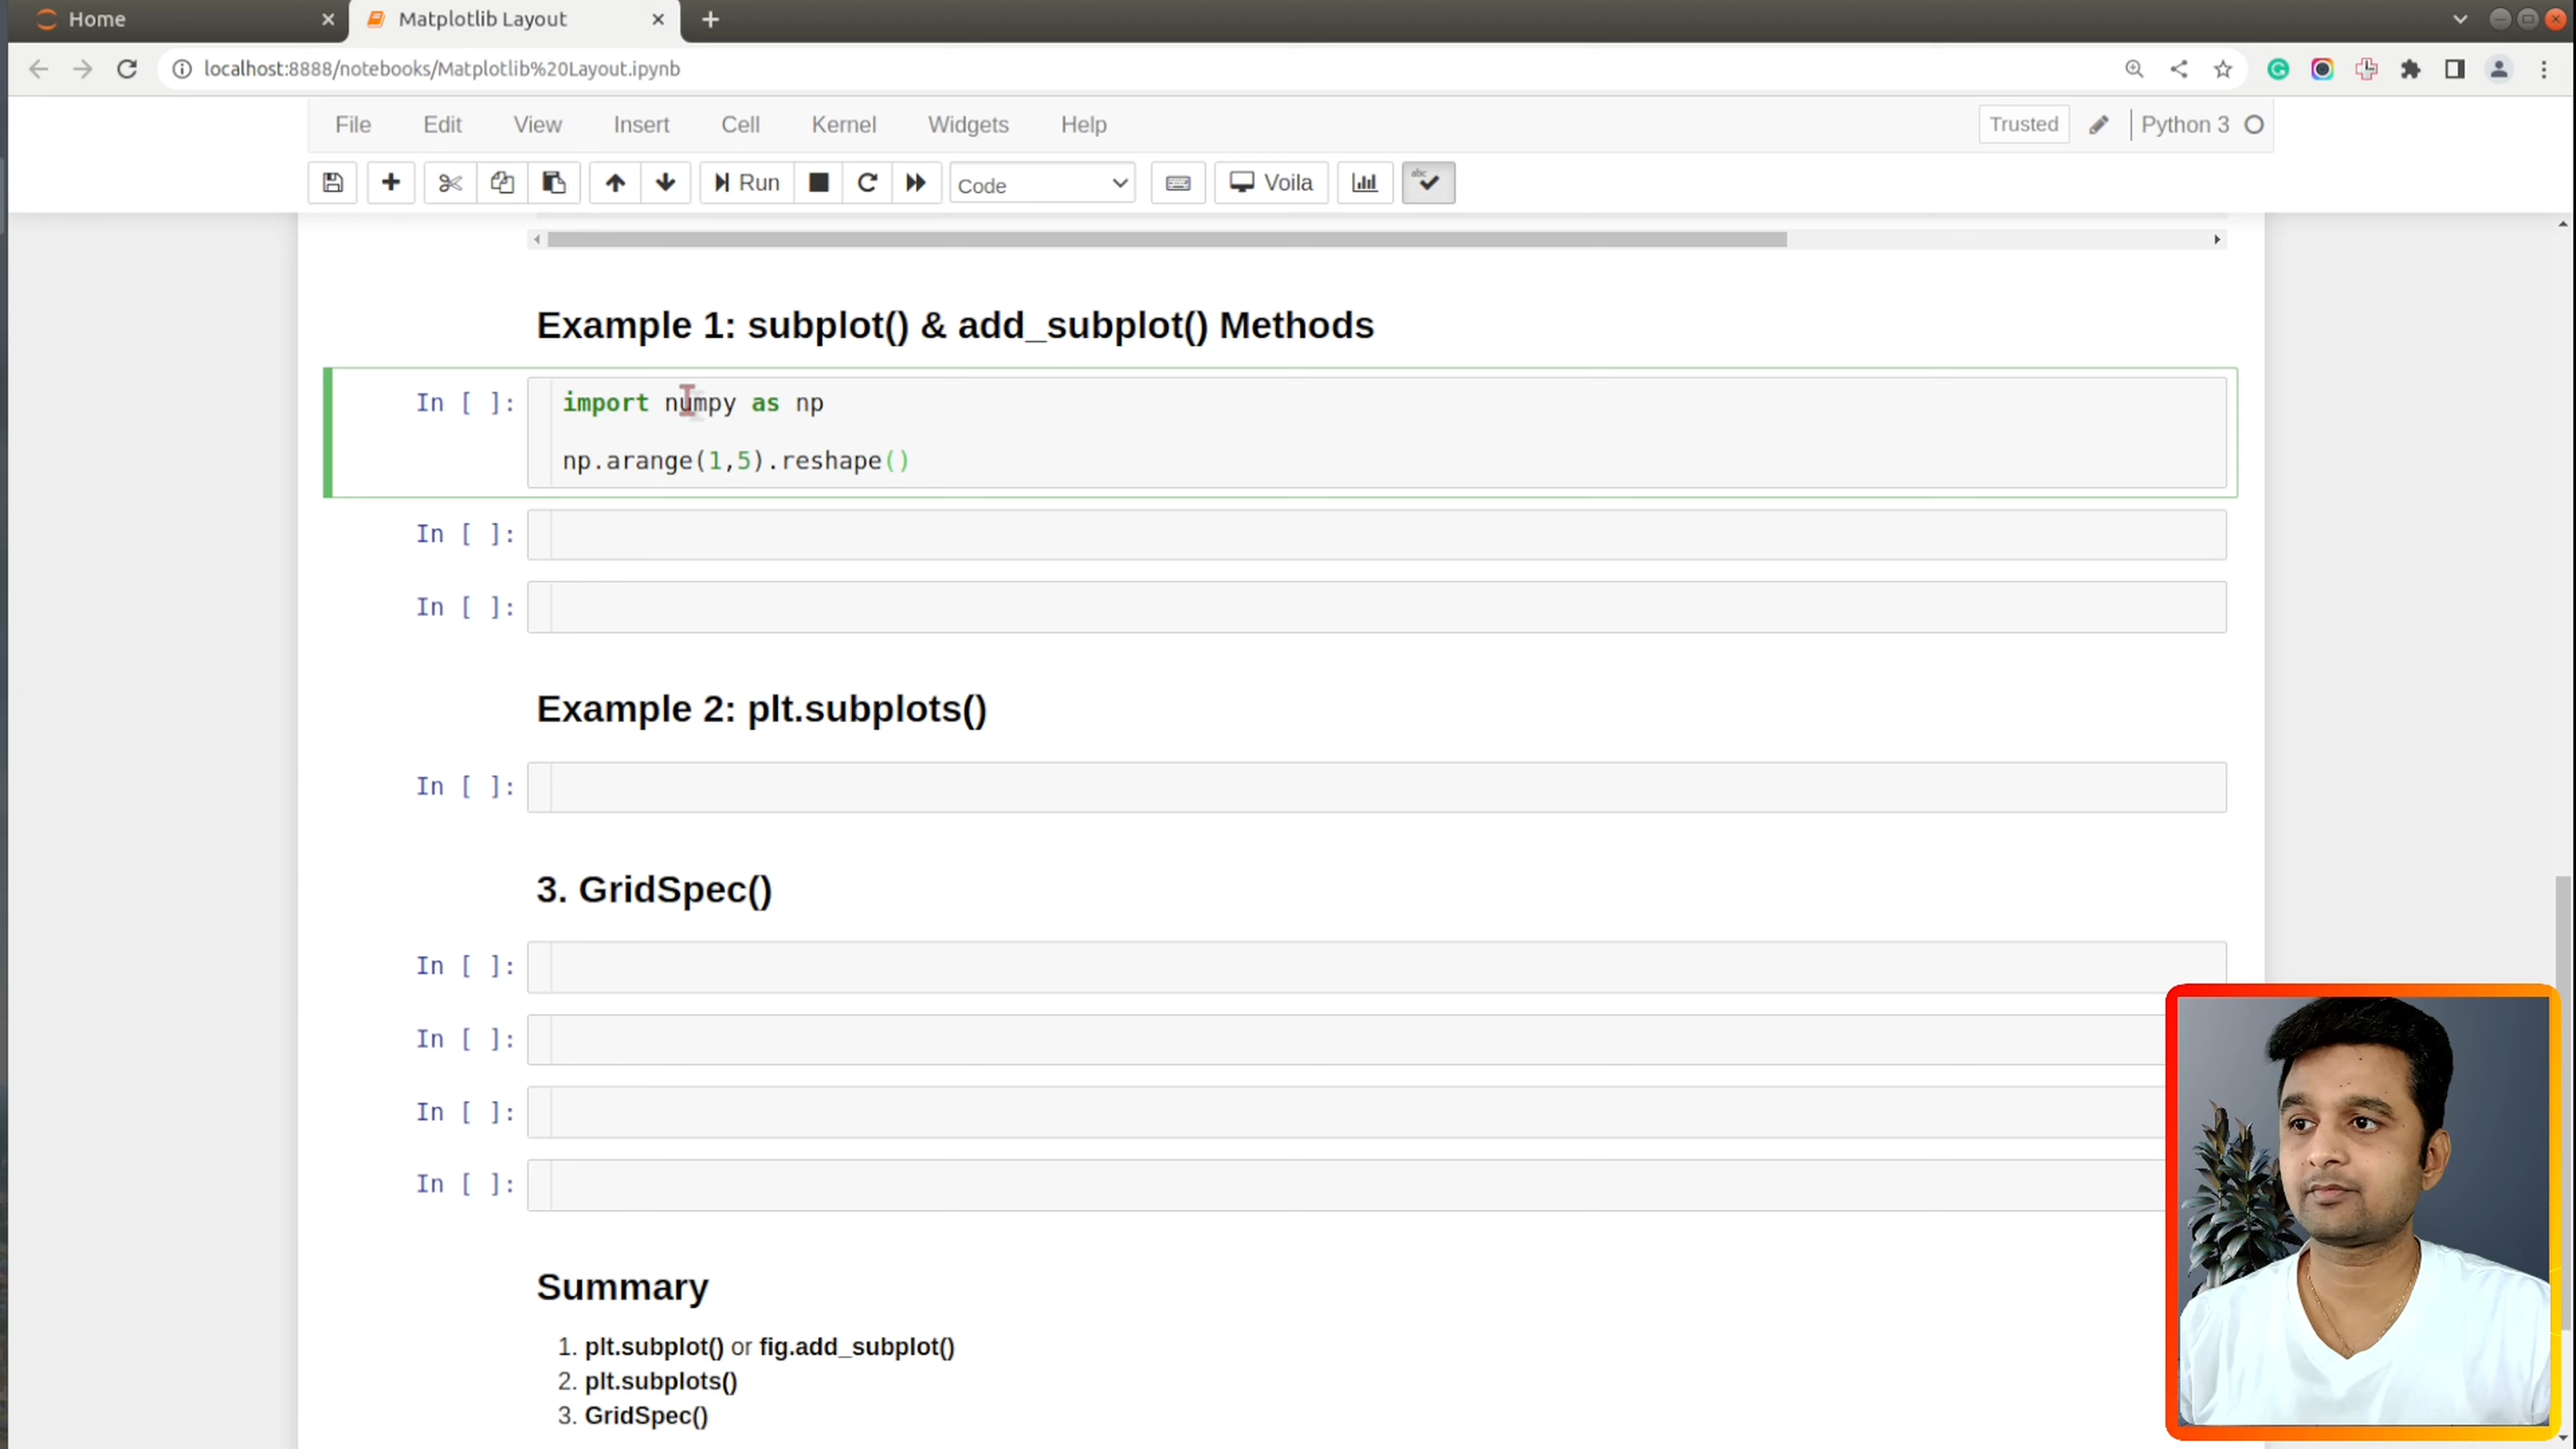 Home
Matplotlib Layout
localhost:8888/notebooks/Matplotlib%20Layout.ipynb
File Edit View Insert Cell Kernel Widgets Help Trusted Python 3
Run Code Voila abc
Example 1: subplot() & add_subplot() Methods
In [ ]: import numpy as np
np.arange(1,5).reshape()
In [ ]:
In [ ]:
Example 2: plt.subplots()
In [ ]:
3. GridSpec()
In [ ]:
In [ ]:
In [ ]:
In [ ]:
Summary
1. plt.subplot() or fig.add_subplot()
2. plt.subplots()
3. GridSpec()